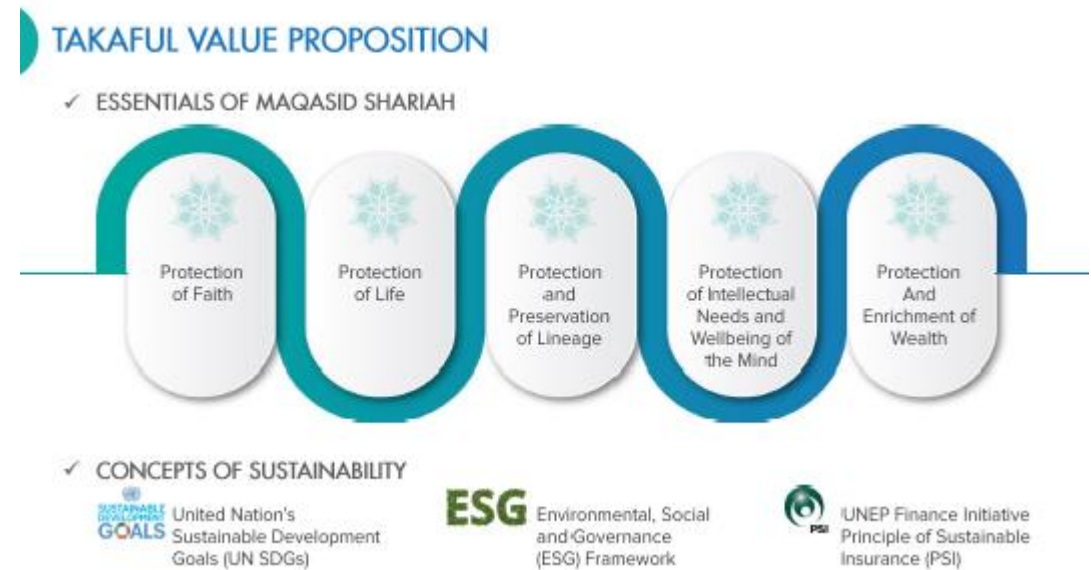 TAKAFUL VALUE PROPOSITION
✓ ESSENTIALS OF MAQASID SHARIAH
Protection
of Faith
Protection
of Life
Protection
and
Preservation
of Lineage
Protection
of Intellectual
Needs and
Wellbeing of
the Mind
Protection
And
Enrichment of
Wealth
✓ CONCEPTS OF SUSTAINABILITY
SUSTAINABLE
DEVELOPMENT
GOALS
United Nation's
Sustainable Development
Goals (UN SDGs)
ESG
Environmental, Social
and Governance
(ESG) Framework
PSI
UNEP Finance Initiative
Principle of Sustainable
Insurance (PSI)